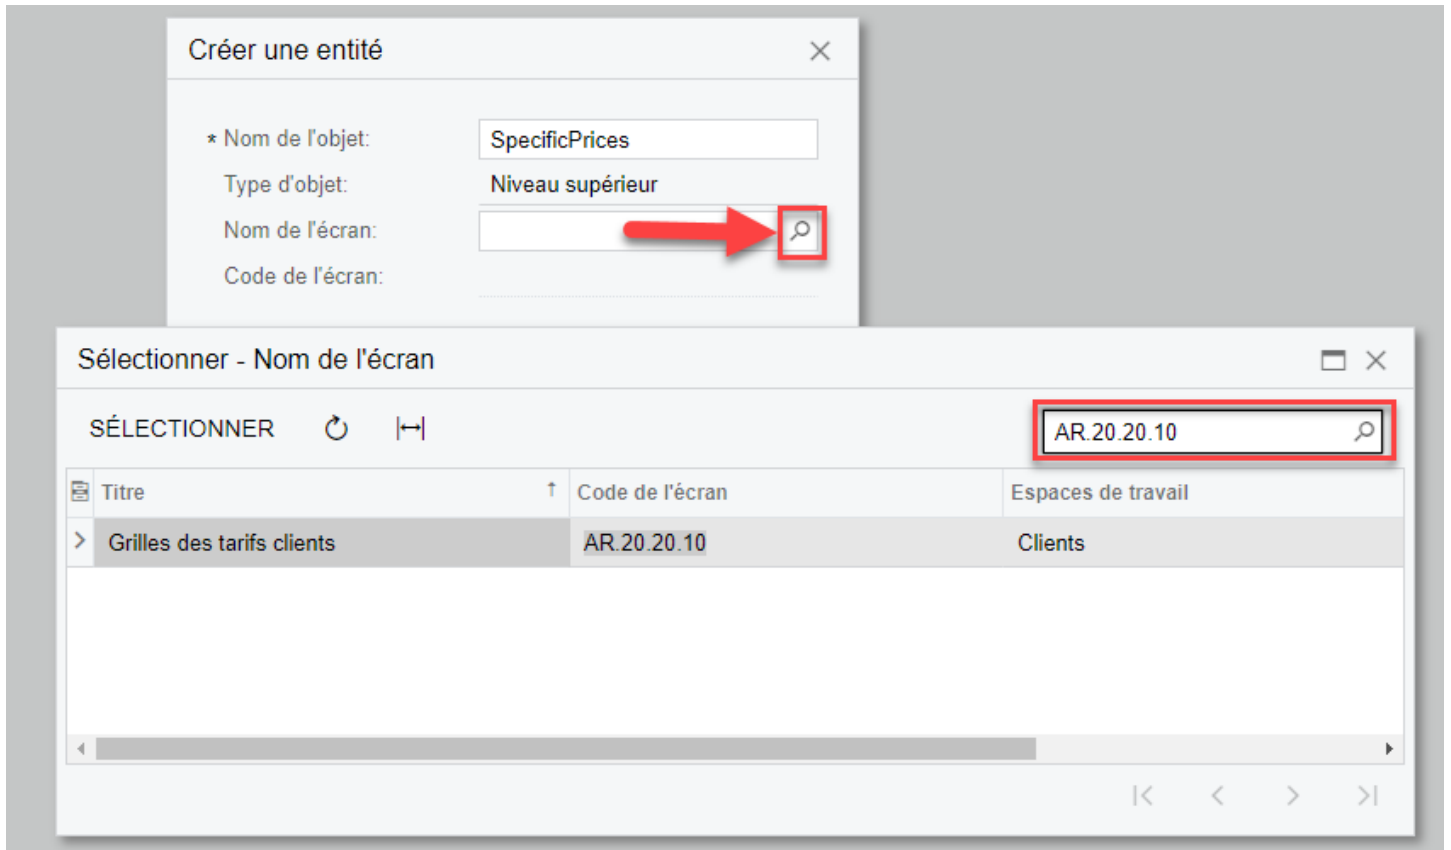 Créer une entité
* Nom de l'objet: SpecificPrices
Type d'objet: Niveau supérieur
Nom de l'écran:
Code de l'écran:
Sélectionner - Nom de l'écran
SÉLECTIONNER AR.20.20.10
Titre Code de l'écran Espaces de travail
Grilles des tarifs clients AR.20.20.10 Clients